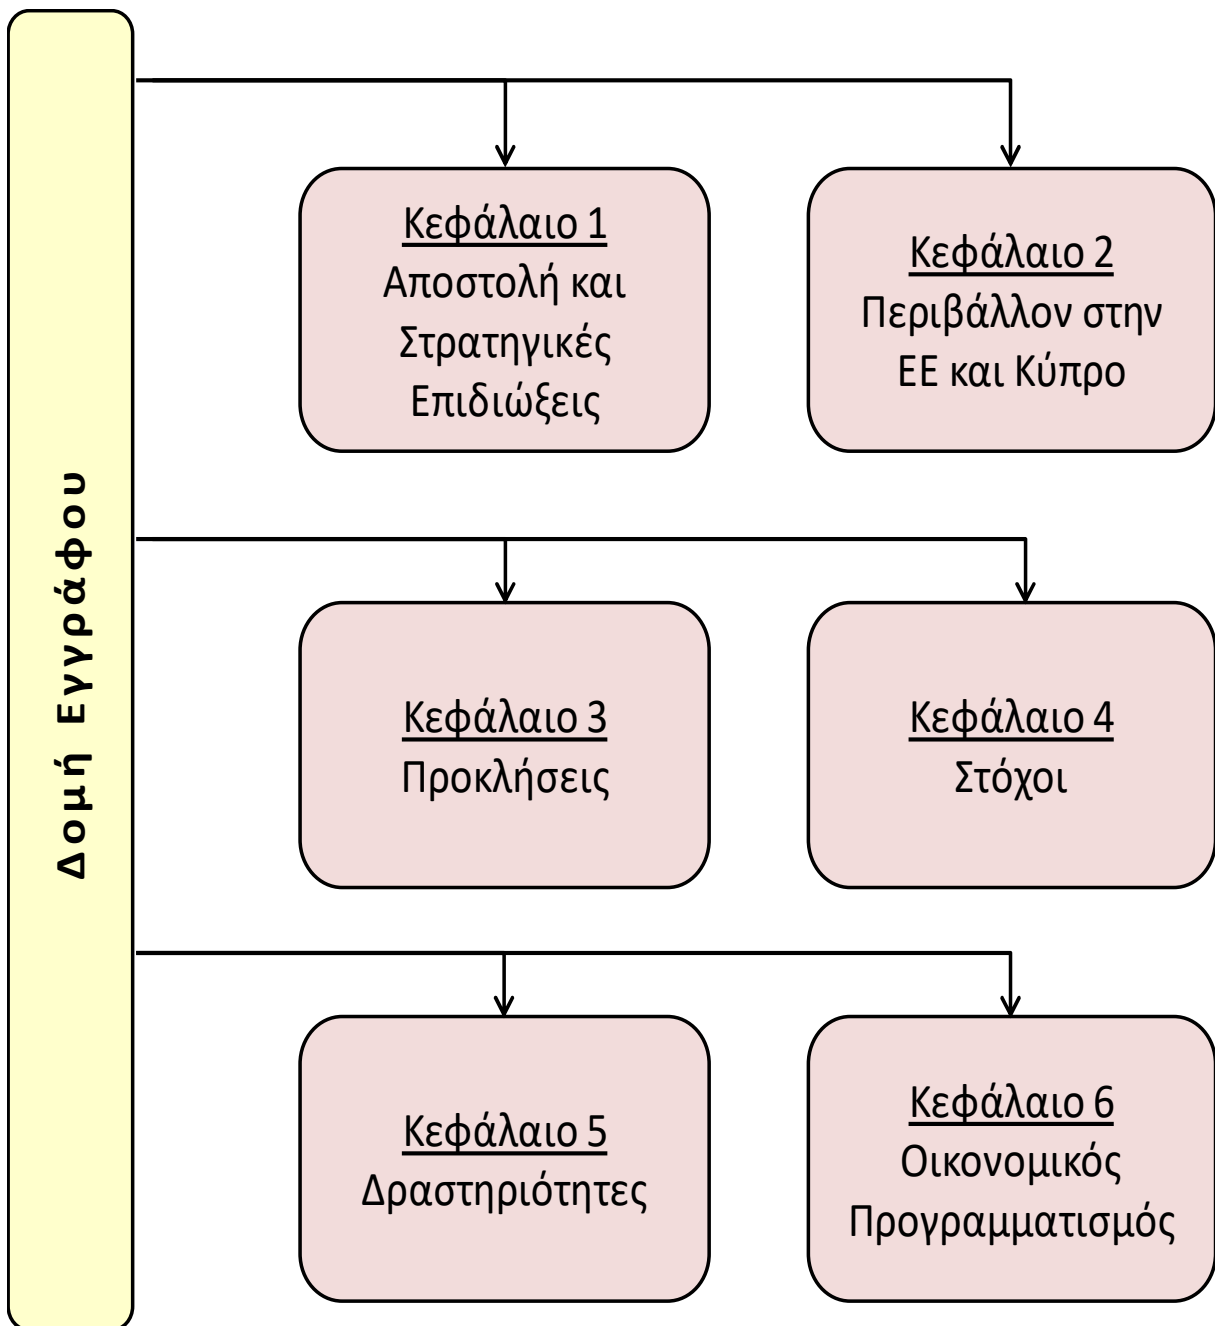 Δομή Εγγράφου
Κεφάλαιο 1
Αποστολή και
Στρατηγικές
Επιδιώξεις
Κεφάλαιο 2
Περιβάλλον στην
ΕΕ και Κύπρο
Κεφάλαιο 3
Προκλήσεις
Κεφάλαιο 4
Στόχοι
Κεφάλαιο 5
Δραστηριότητες
Κεφάλαιο 6
Οικονομικός
Προγραμματισμός